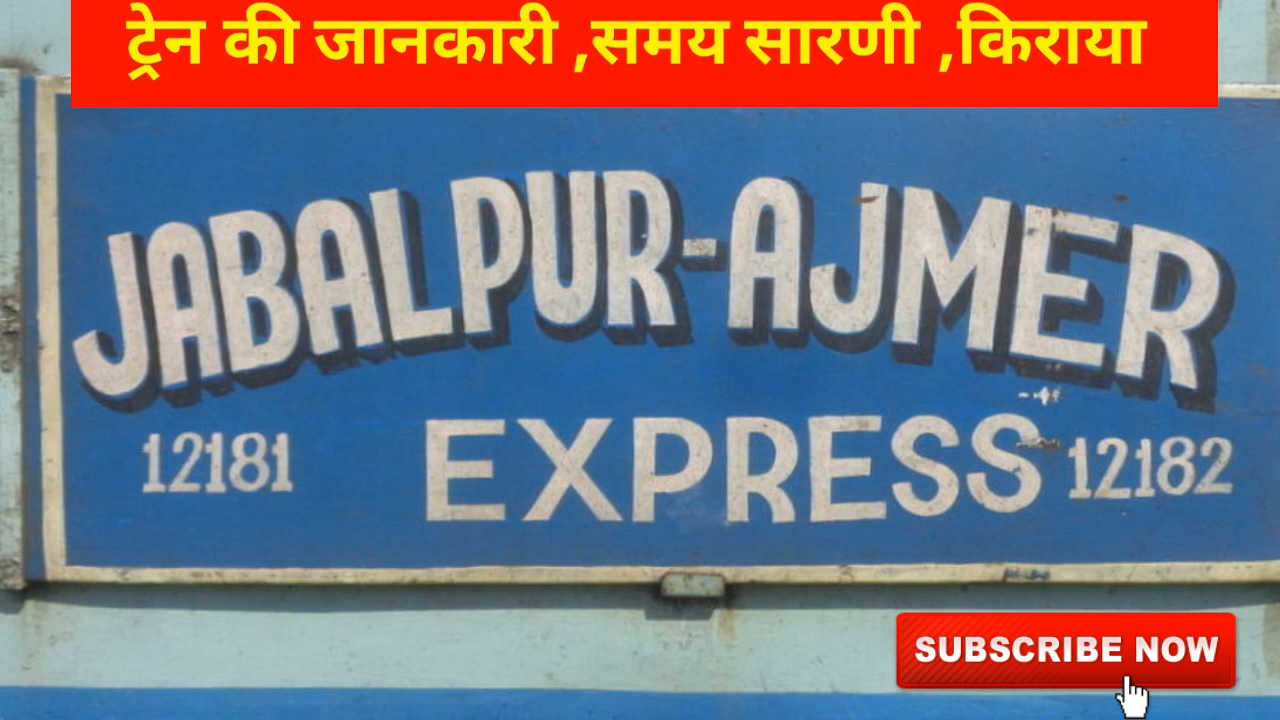 ट्रेन की जानकारी ,समय सारणी ,किराया
JABALPUR-AJMER
12181 EXPRESS 12182
SUBSCRIBE NOW